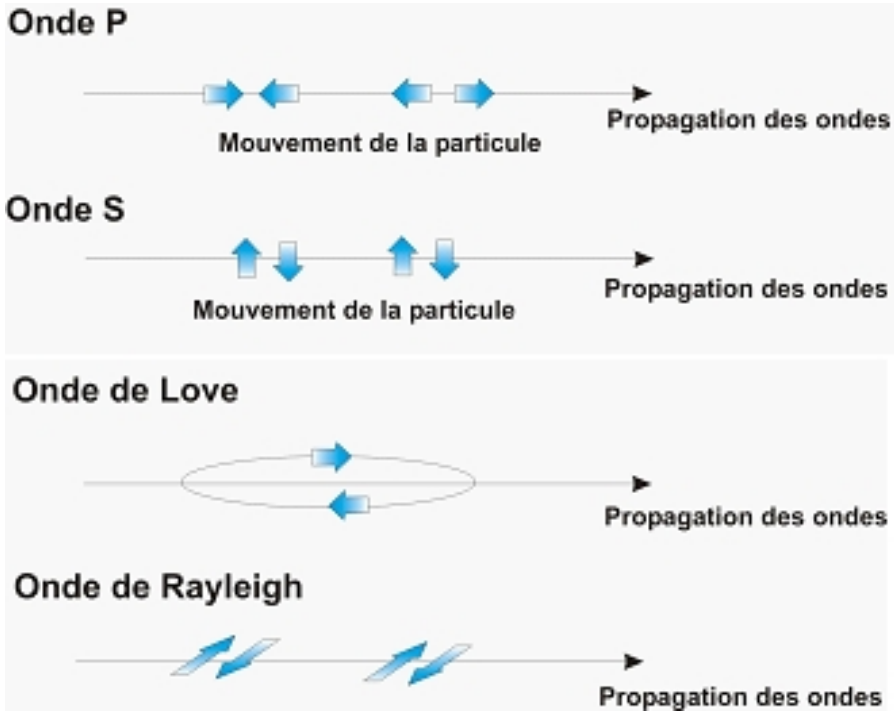 Onde P
Propagation des ondes
Mouvement de la particule
Onde S
Propagation des ondes
Mouvement de la particule
Onde de Love
Propagation des ondes
Onde de Rayleigh
Propagation des ondes